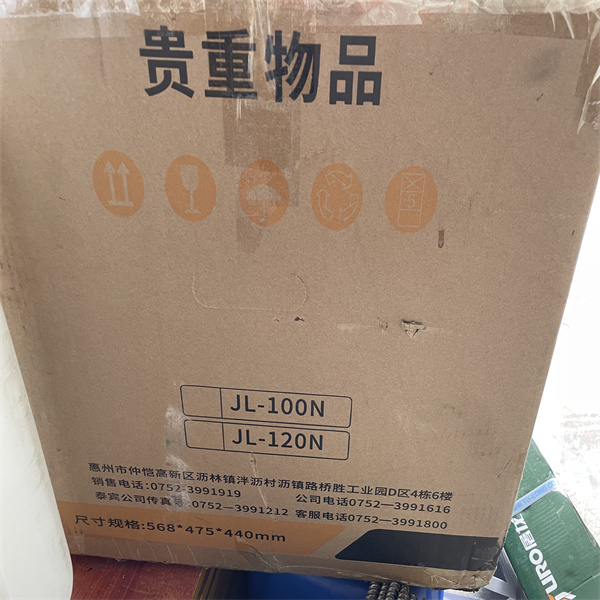 贵重物品
5
JL-100N
JL-120N
惠州市仲恺高新区沥林镇泮沥村沥镇路桥胜工业园D区4栋6楼
销售电话:0752-3991919 公司电话0752—3991616
泰宾公司传真号:0752—3991212 客服电话0752—3991800
尺寸规格:568*475*440mm